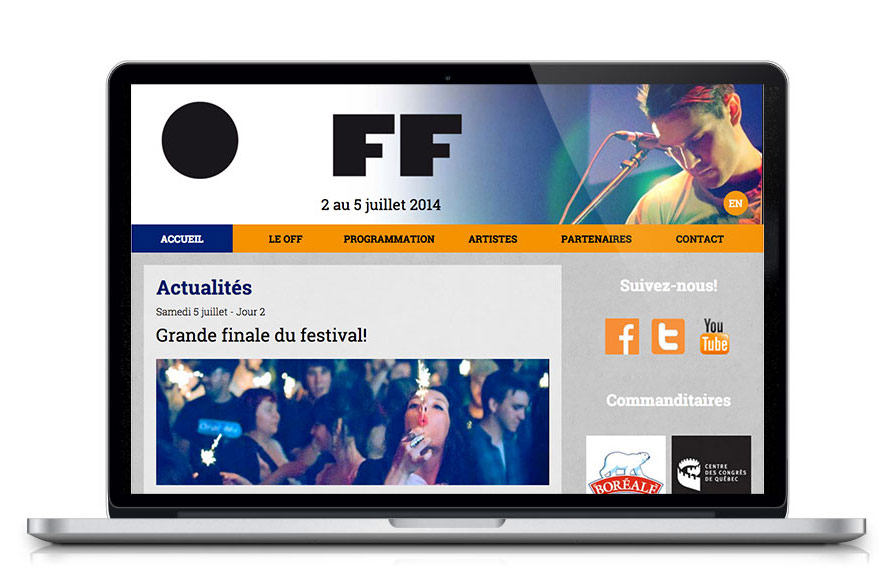 FF
2 au 5 juillet 2014
EN
ACCUEIL LE OFF PROGRAMMATION ARTISTES PARTENAIRES CONTACT
Actualités
Samedi 5 juillet - Jour 2
Grande finale du festival!
Suivez-nous!
f t You Tube
Commanditaires
BORÉALE
CENTRE
DES CONGRÈS
DE QUÉBEC